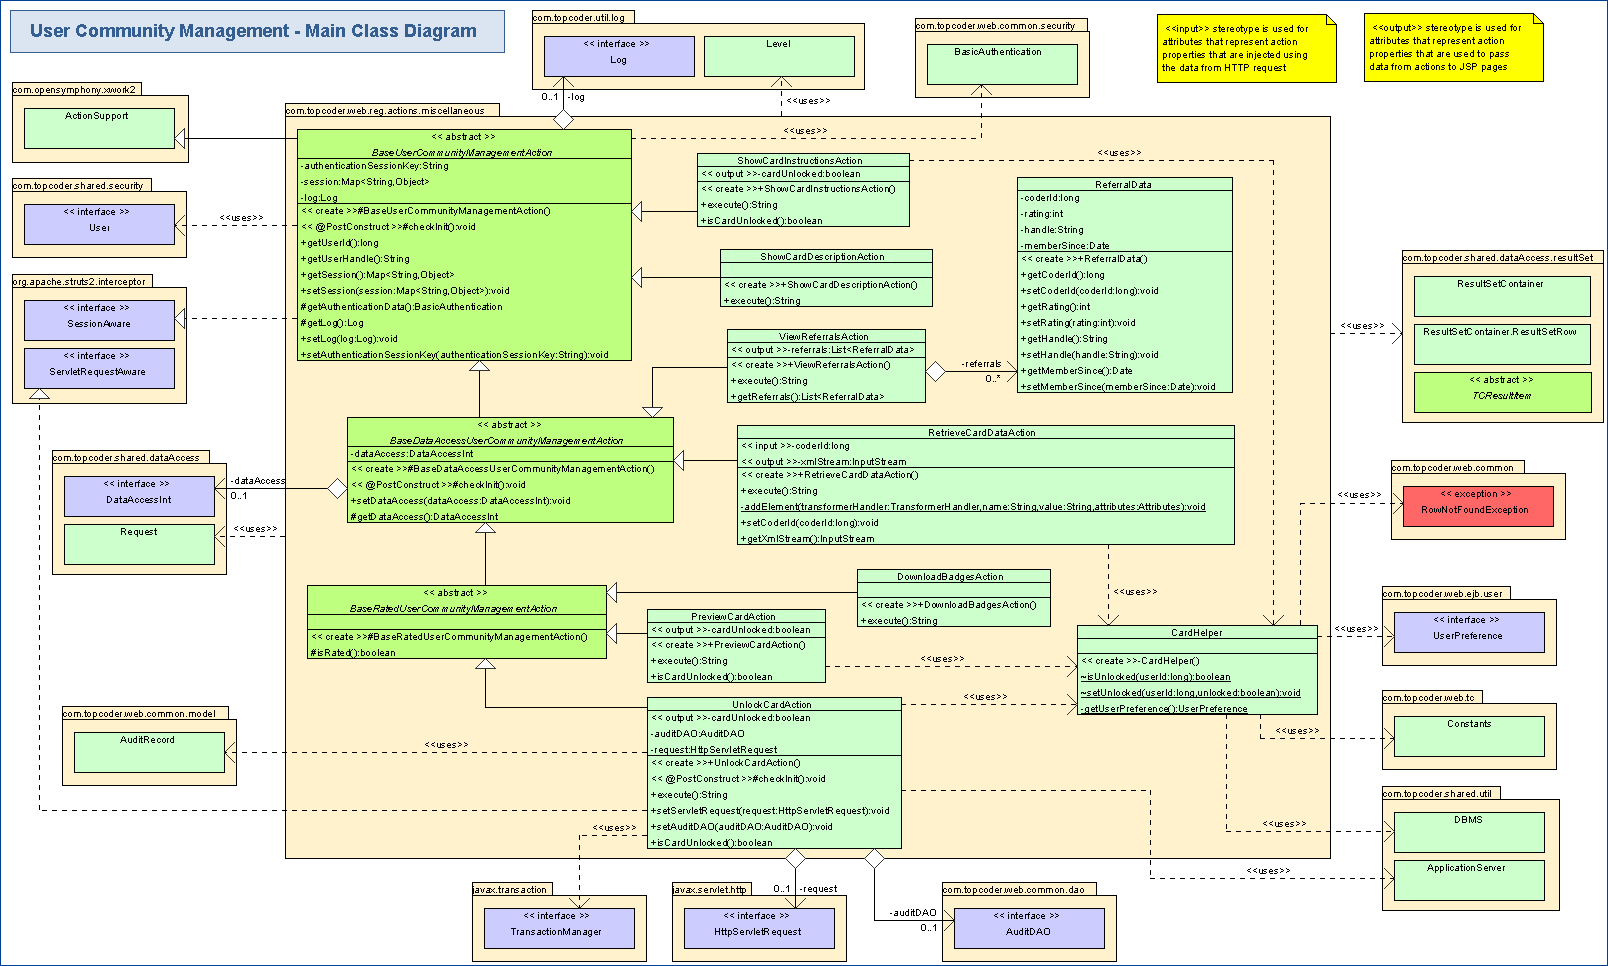 User Community Management - Main Class Diagram
com.topcoder.util.log
<< interface >>
Log
Level
0..1
-log
<<uses>>
com.topcoder.web.common.security
BasicAuthentication
<<uses>>
<<input>> stereotype is used for
attributes that represent action
properties that are injected using
the data from HTTP request
<<output>> stereotype is used for
attributes that represent action
properties that are used to pass
data from actions to JSP pages
com.opensymphony.xwork2
ActionSupport
com.topcoder.shared.security
<< interface >>
User
<<uses>>
org.apache.struts2.interceptor
<< interface >>
SessionAware
<< interface >>
ServletRequestAware
com.topcoder.web.reg.actions.miscellaneous
<< abstract >>
BaseUserCommunityManagementAction
-authenticationSessionKey:String
-session:Map<String,Object>
-log:Log
<< create >>#BaseUserCommunityManagementAction()
<< @PostConstruct >>#checkInit():void
+getUserId():long
+getUserHandle():String
+getSession():Map<String,Object>
+setSession(session:Map<String,Object>):void
#getAuthenticationData():BasicAuthentication
#getLog():Log
+setLog(log:Log):void
+setAuthenticationSessionKey(authenticationSessionKey:String):void
ShowCardInstructionsAction
<< output >>-cardUnlocked:boolean
<< create >>+ShowCardInstructionsAction()
+execute():String
+isCardUnlocked():boolean
<<uses>>
ShowCardDescriptionAction
<< create >>+ShowCardDescriptionAction()
+execute():String
ViewReferralsAction
<< output >>-referrals:List<ReferralData>
<< create >>+ViewReferralsAction()
+execute():String
+getReferrals():List<ReferralData>
-referrals
0..*
ReferralData
-coderId:long
-rating:int
-handle:String
-memberSince:Date
<< create >>+ReferralData()
+getCoderId():long
+setCoderId(coderId:long):void
+getRating():int
+setRating(rating:int):void
+getHandle():String
+setHandle(handle:String):void
+getMemberSince():Date
+setMemberSince(memberSince:Date):void
<<uses>>
com.topcoder.shared.dataAccess.resultSet
ResultSetContainer
ResultSetContainer.ResultSetRow
<< abstract >>
TCResultItem
<< abstract >>
BaseDataAccessUserCommunityManagementAction
-dataAccess:DataAccessInt
<< create >>#BaseDataAccessUserCommunityManagementAction()
<< @PostConstruct >>#checkInit():void
+setDataAccess(dataAccess:DataAccessInt):void
#getDataAccess():DataAccessInt
com.topcoder.shared.dataAccess
<< interface >>
DataAccessInt
Request
-dataAccess
0..1
<<uses>>
RetrieveCardDataAction
<< input >>-coderId:long
<< output >>-xmlStream:InputStream
<< create >>+RetrieveCardDataAction()
+execute():String
-addElement(transformerHandler:TransformerHandler,name:String,value:String,attributes:Attributes):void
+setCoderId(coderId:long):void
+getXmlStream():InputStream
<<uses>>
<<uses>>
com.topcoder.web.common
<< exception >>
RowNotFoundException
<< abstract >>
BaseRatedUserCommunityManagementAction
<< create >>#BaseRatedUserCommunityManagementAction()
#isRated():boolean
DownloadBadgesAction
<< create >>+DownloadBadgesAction()
+execute():String
PreviewCardAction
<< output >>-cardUnlocked:boolean
<< create >>+PreviewCardAction()
+execute():String
+isCardUnlocked():boolean
<<uses>>
CardHelper
<< create >>-CardHelper()
~isUnlocked(userId:long):boolean
~setUnlocked(userId:long,unlocked:boolean):void
-getUserPreference():UserPreference
<<uses>>
com.topcoder.web.ejb.user
<< interface >>
UserPreference
<<uses>>
UnlockCardAction
<< output >>-cardUnlocked:boolean
-auditDAO:AuditDAO
-request:HttpServletRequest
<< create >>+UnlockCardAction()
<< @PostConstruct >>#checkInit():void
+execute():String
+setServletRequest(request:HttpServletRequest):void
+setAuditDAO(auditDAO:AuditDAO):void
+isCardUnlocked():boolean
com.topcoder.web.common.model
AuditRecord
<<uses>>
<<uses>>
com.topcoder.web.tc
Constants
<<uses>>
com.topcoder.shared.util
DBMS
ApplicationServer
<<uses>>
<<uses>>
<<uses>>
javax.transaction
<< interface >>
TransactionManager
javax.servlet.http
<< interface >>
HttpServletRequest
0..1
-request
-auditDAO
0..1
com.topcoder.web.common.dao
<< interface >>
AuditDAO